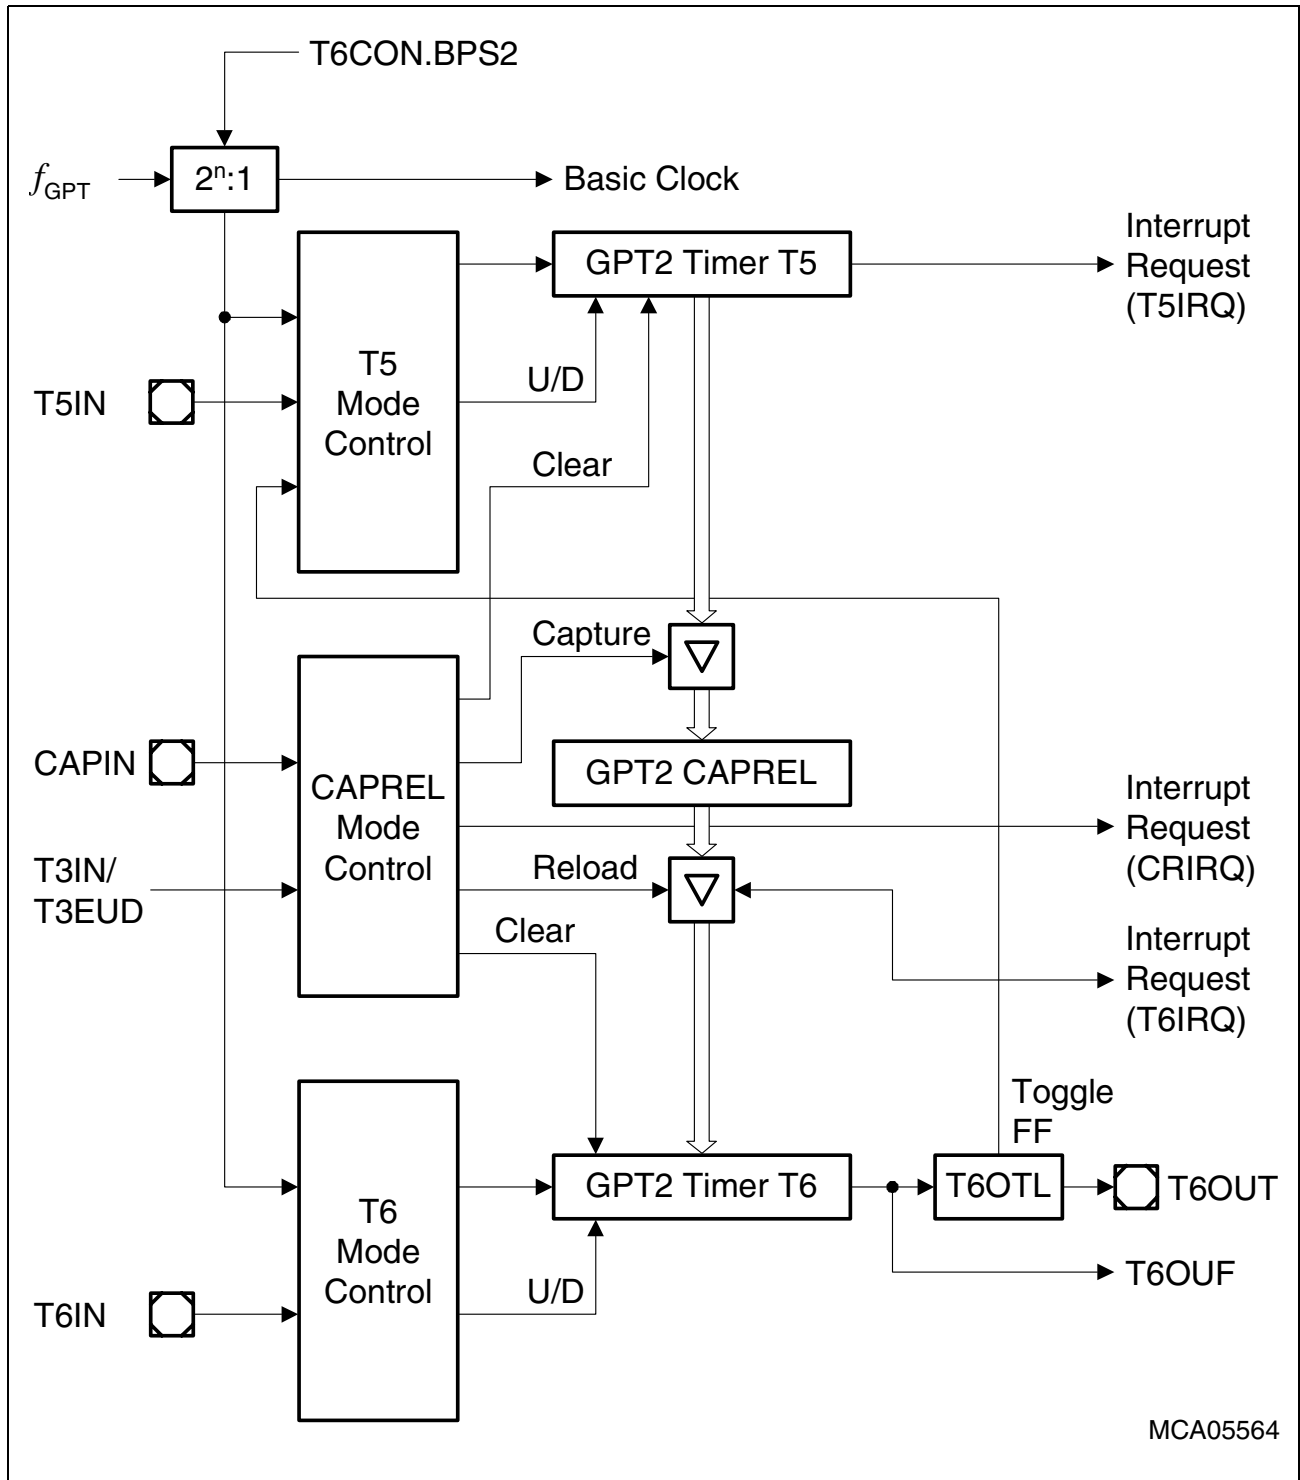 T6CON.BPS2
fGPT
2ⁿ:1
Basic Clock
GPT2 Timer T5
Interrupt
Request
(T5IRQ)
T5
Mode
Control
T5IN
U/D
Clear
Capture
CAPIN
CAPREL
Mode
Control
GPT2 CAPREL
Interrupt
Request
(CRIRQ)
T3IN/
T3EUD
Reload
Clear
Interrupt
Request
(T6IRQ)
Toggle
FF
T6
Mode
Control
GPT2 Timer T6
T6OTL
T6OUT
T6IN
U/D
T6OUF
MCA05564